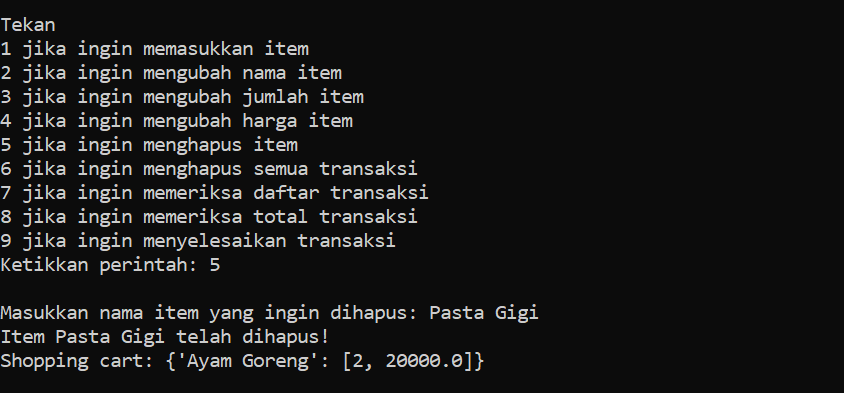 Tekan
1 jika ingin memasukkan item
2 jika ingin mengubah nama item
3 jika ingin mengubah jumlah item
4 jika ingin mengubah harga item
5 jika ingin menghapus item
6 jika ingin menghapus semua transaksi
7 jika ingin memeriksa daftar transaksi
8 jika ingin memeriksa total transaksi
9 jika ingin menyelesaikan transaksi
Ketikkan perintah: 5
Masukkan nama item yang ingin dihapus: Pasta Gigi
Item Pasta Gigi telah dihapus!
Shopping cart: {'Ayam Goreng': [2, 20000.0]}